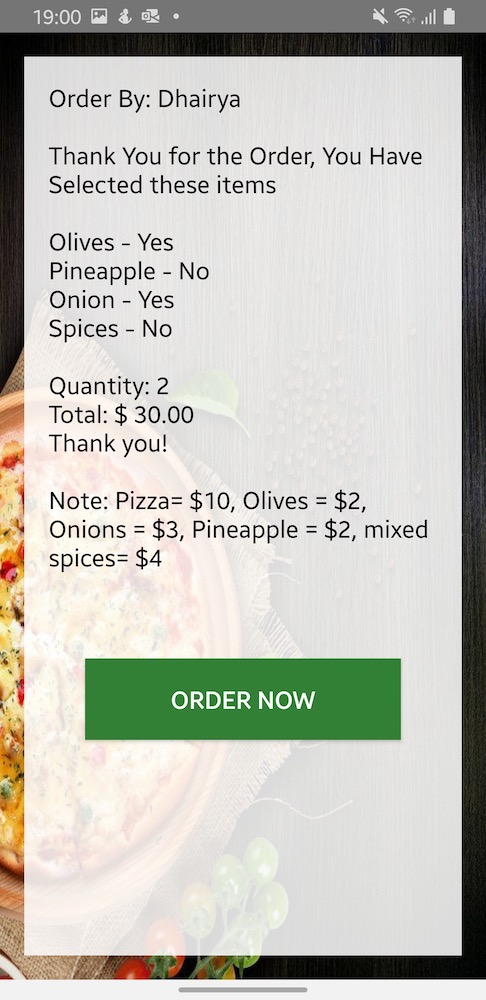 19:00
Order By: Dhairya
Thank You for the Order, You Have
Selected these items
Olives - Yes
Pineapple - No
Onion - Yes
Spices - No
Quantity: 2
Total: $ 30.00
Thank you!
Note: Pizza= $10, Olives = $2,
Onions = $3, Pineapple = $2, mixed
spices= $4
ORDER NOW